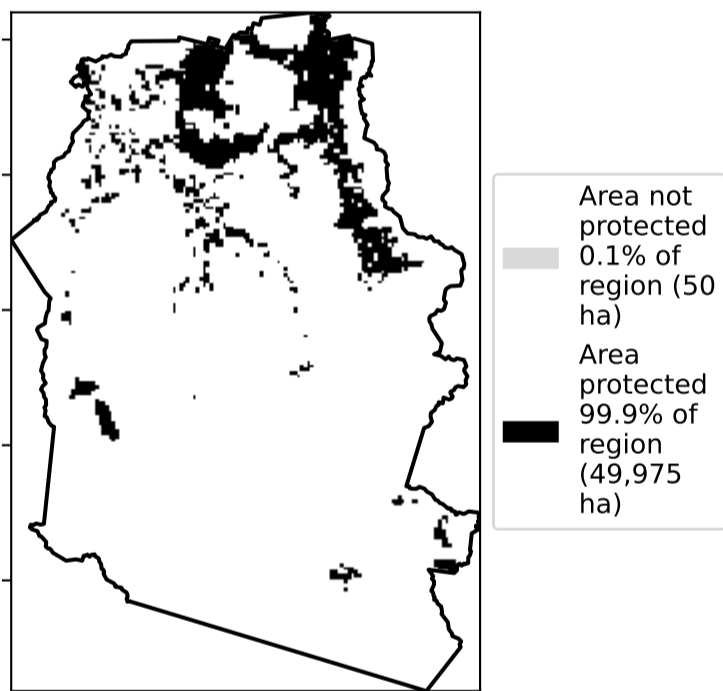 Area not
protected
0.1% of
region (50
ha)
Area
protected
99.9% of
region
(49,975
ha)